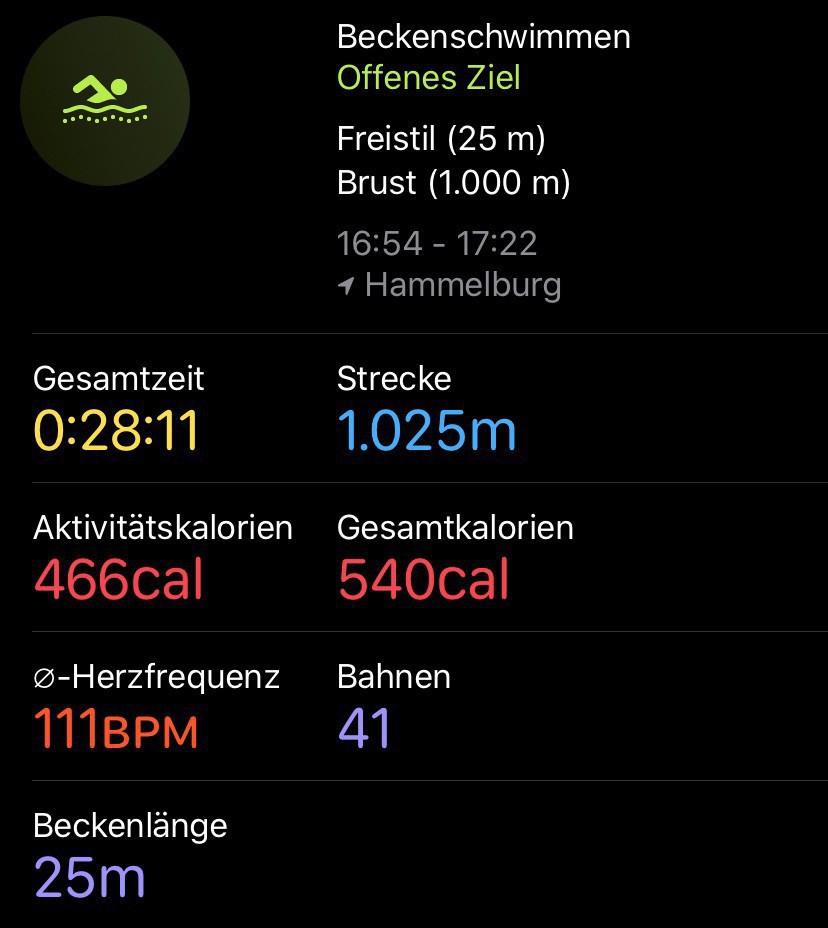 Beckenschwimmen
Offenes Ziel
Freistil (25 m)
Brust (1.000 m)
16:54 - 17:22
Hammelburg
Gesamtzeit
0:28:11
Strecke
1.025m
Aktivitätskalorien
466cal
Gesamtkalorien
540cal
∅-Herzfrequenz
111BPM
Bahnen
41
Beckenlänge
25m